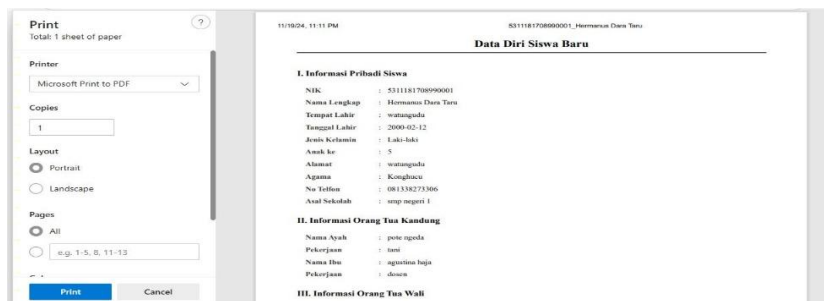 Print
?
Total: 1 sheet of paper
Printer
Microsoft Print to PDF
Copies
1
Layout
Portrait
Landscape
Pages
All
e.g. 1-5, 8, 11-13
Print Cancel
11/19/24, 11:11 PM 5311181708990001_Hermanus Dara Taru
Data Diri Siswa Baru
I. Informasi Pribadi Siswa
NIK : 5311181708990001
Nama Lengkap : Hermanus Dara Taru
Tempat Lahir : watungudu
Tanggal Lahir : 2000-02-12
Jenis Kelamin : Laki-laki
Anak ke : 5
Alamat : watungudu
Agama : Konghucu
No Telfon : 081338273306
Asal Sekolah : smp negeri 1
II. Informasi Orang Tua Kandung
Nama Ayah : pote ngeda
Pekerjaan : tani
Nama Ibu : agustina haja
Pekerjaan : dosen
III. Informasi Orang Tua Wali